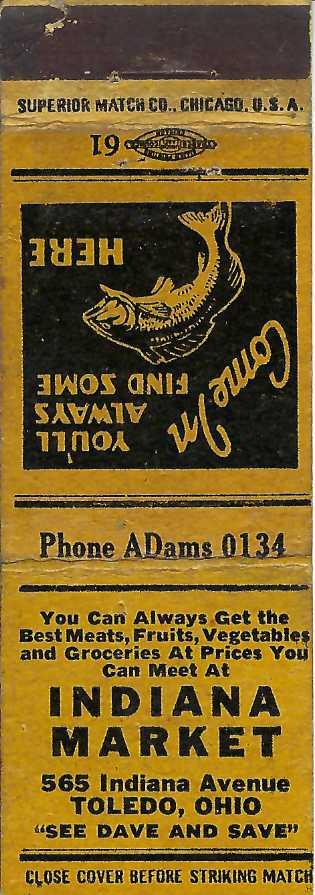 SUPERIOR MATCH CO., CHICAGO, U.S.A.
61
Come In
YOU'LL
ALWAYS
FIND SOME
HERE
Phone ADams 0134
You Can Always Get the
Best Meats, Fruits, Vegetables
and Groceries At Prices You
Can Meet At
INDIANA
MARKET
565 Indiana Avenue
TOLEDO, OHIO
"SEE DAVE AND SAVE"
CLOSE COVER BEFORE STRIKING MATCH